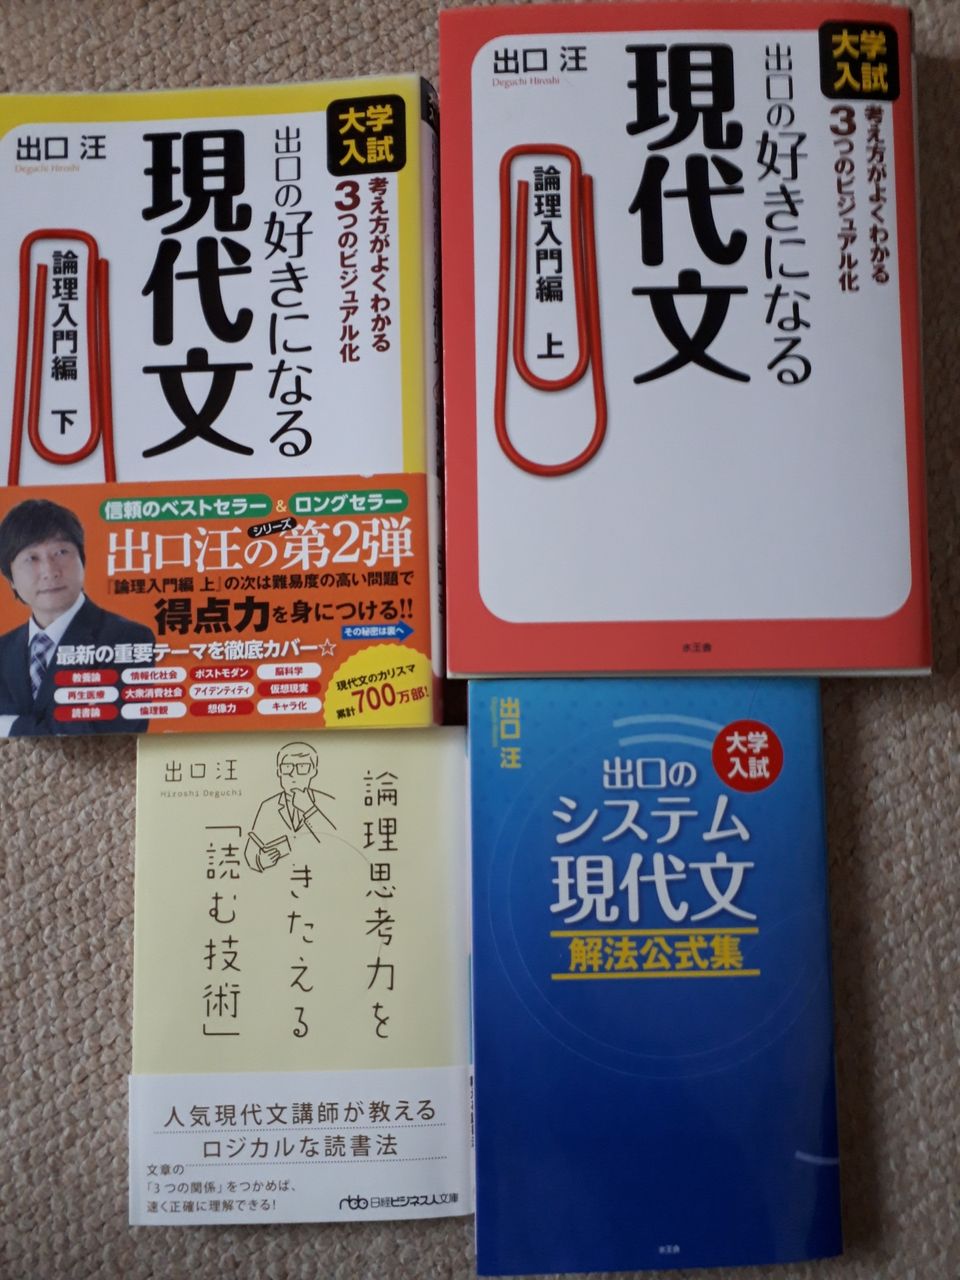 大学
入試
考え方がよくわかる
3つのビジュアル化
出口の好きになる
現代文
出口 汪
Deguchi Hiroshi
論理入門編 下
信頼のベストセラー & ロングセラー
出口汪のシリーズ第2弾
『論理入門編 上』の次は難易度の高い問題で
得点力を身につける!!
その秘密は裏へ
最新の重要テーマを徹底カバー☆
教養論 情報化社会 ポストモダン 脳科学
再生医療 大衆消費社会 アイデンティティ 仮想現実
読書論 倫理観 想像力 キャラ化
現代文のカリスマ
累計700万部!
大学
入試
考え方がよくわかる
3つのビジュアル化
出口の好きになる
現代文
出口 汪
Deguchi Hiroshi
論理入門編 上
水王舎
論理思考力を
きたえる
「読む技術」
出口 汪
Hiroshi Deguchi
人気現代文講師が教える
ロジカルな読書法
文章の
「3つの関係」をつかめば、
速く正確に理解できる!
nbb 日経ビジネス人文庫
出口 汪
大学
入試
出口の
システム
現代文
解法公式集
水王舎